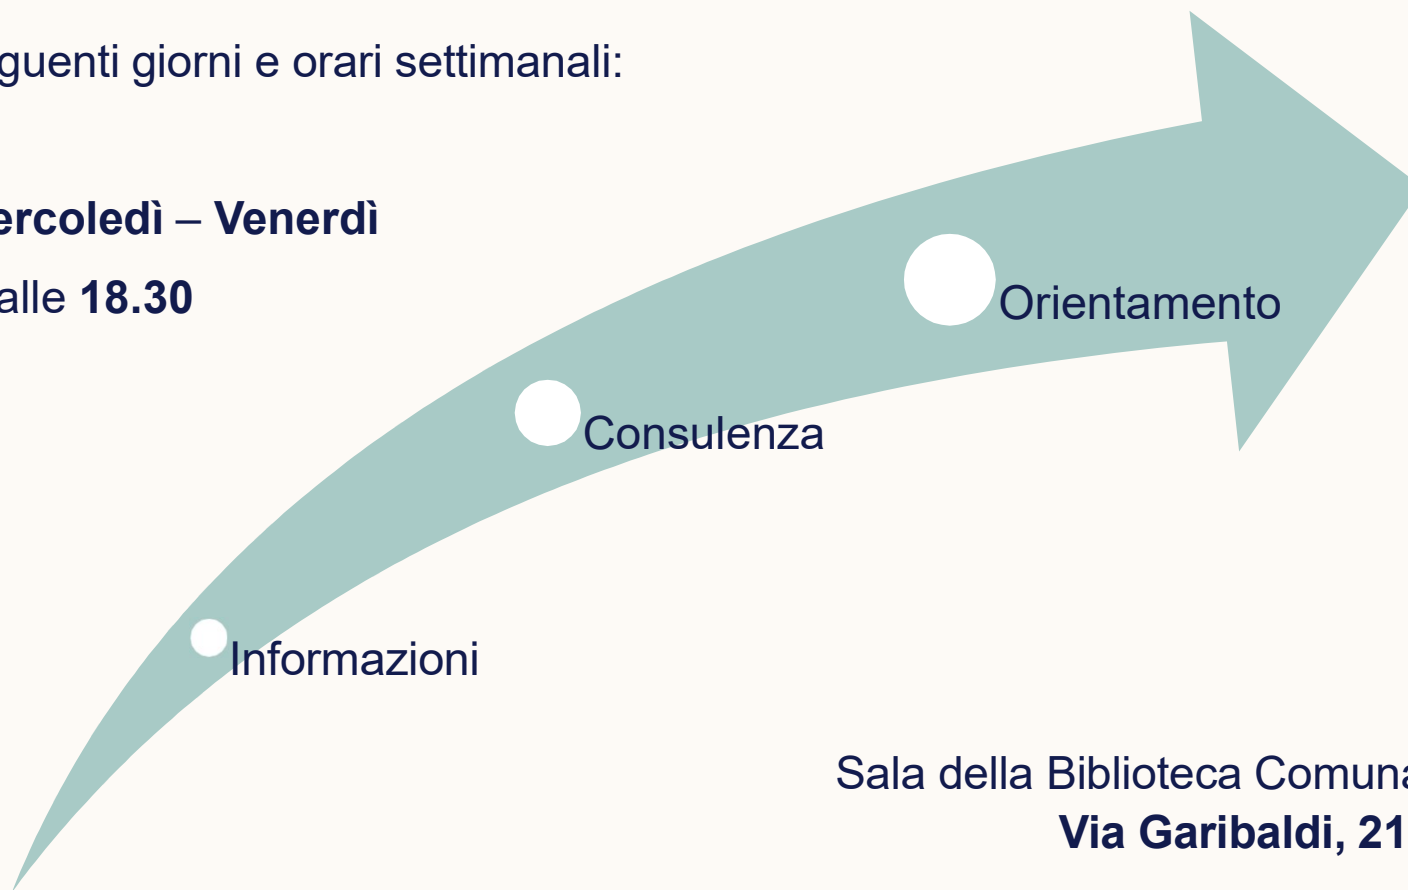 guenti giorni e orari settimanali:
ercoledì – Venerdì
alle 18.30
Orientamento
Consulenza
Informazioni
Sala della Biblioteca Comuna
Via Garibaldi, 21